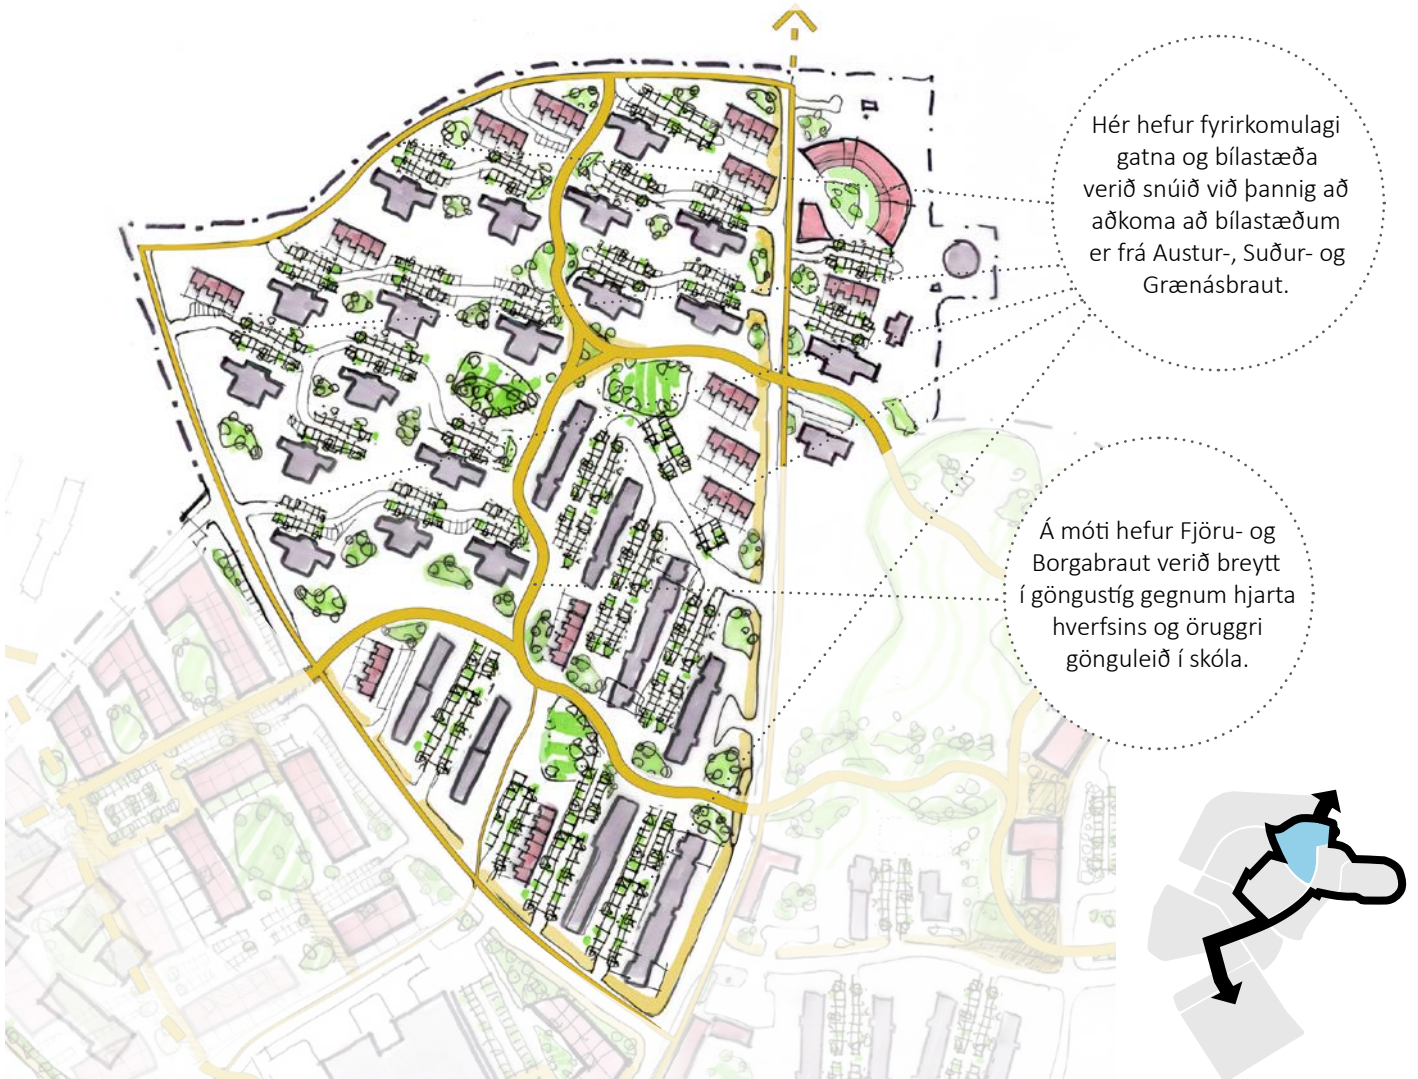 Hér hefur fyrirkomulagi
gatna og bílastæða
verið snúið við þannig að
aðkoma að bílastæðum
er frá Austur-, Suður- og
Grænásbraut.
Á móti hefur Fjöru- og
Borgabraut verið breytt
í göngustíg gegnum hjarta
hverfsins og öruggri
gönguleið í skóla.